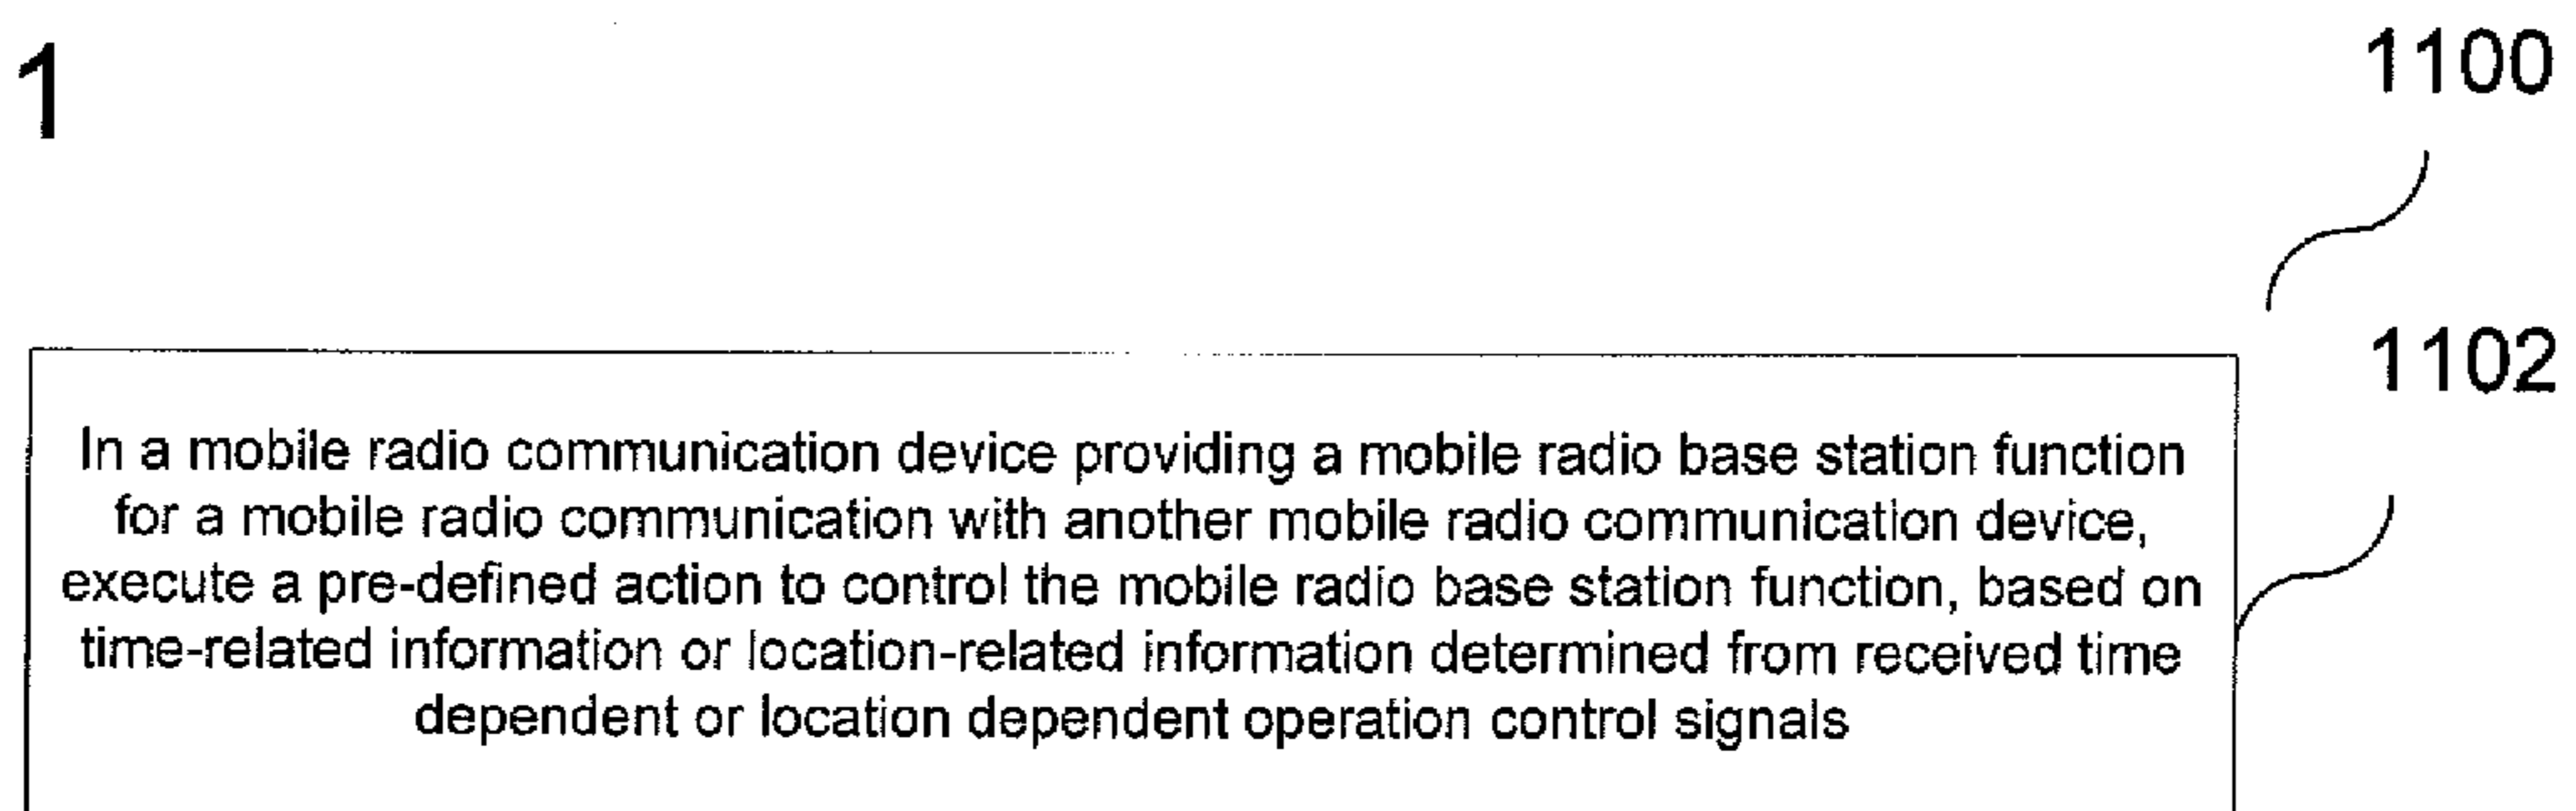 1
1100
1102
In a mobile radio communication device providing a mobile radio base station function
for a mobile radio communication with another mobile radio communication device,
execute a pre-defined action to control the mobile radio base station function, based on
time-related information or location-related information determined from received time
dependent or location dependent operation control signals